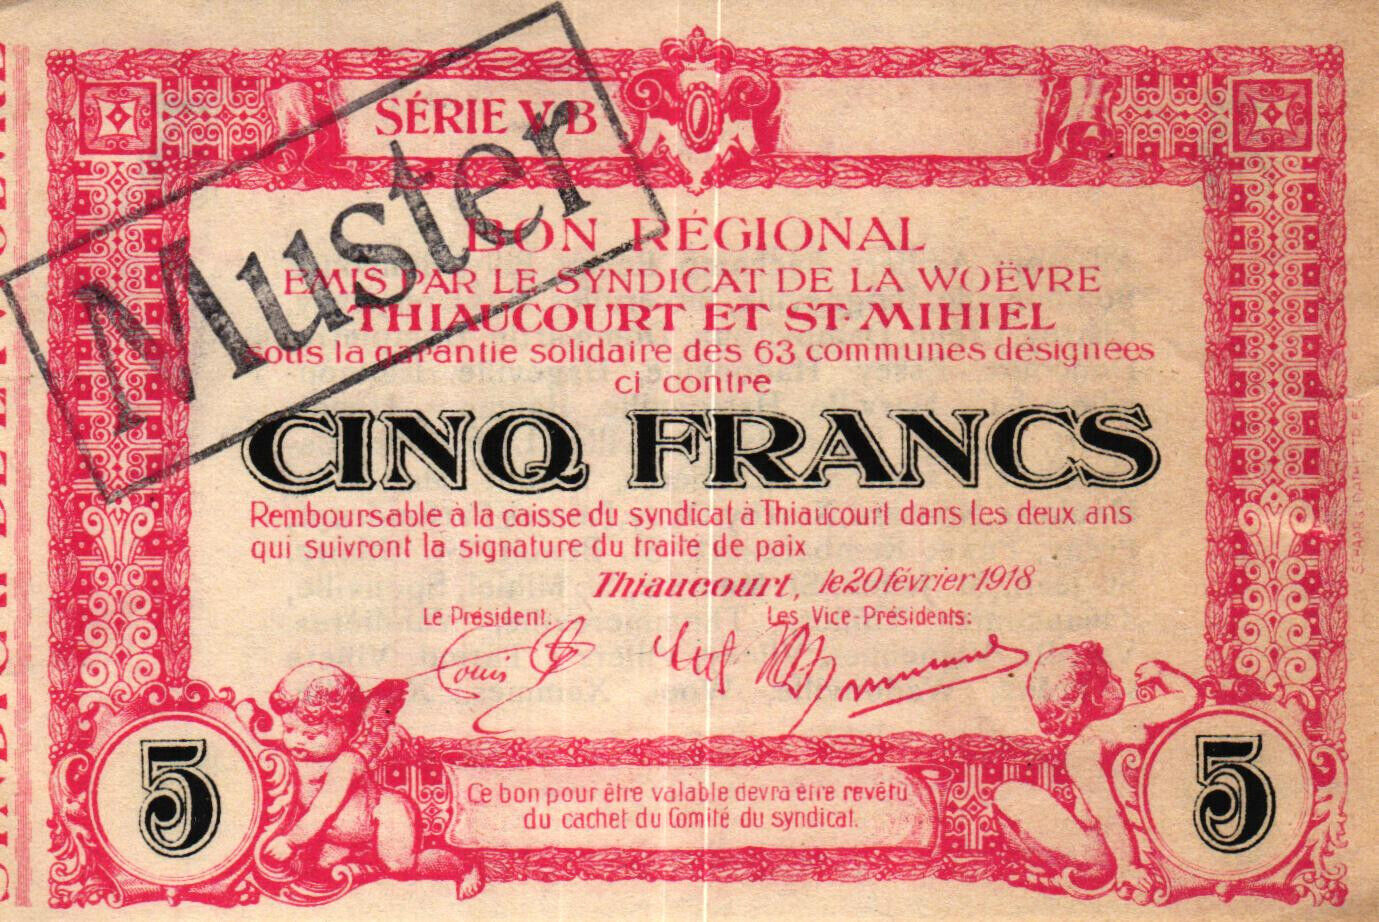 SÉRIE V.B
Muster
BON RÉGIONAL
EMIS PAR LE SYNDICAT DE LA WOËVRE
THIAUCOURT ET ST-MIHIEL
sous la garantie solidaire des 63 communes désignées
ci contre
CINQ FRANCS
Remboursable à la caisse du syndicat à Thiaucourt dans les deux ans
qui suivront la signature du traité de paix
Thiaucourt, le 20 février 1918
Le Président: Les Vice-Présidents:
5 5
Ce bon pour être valable devra être revêtu
du cachet du Comité du syndicat.